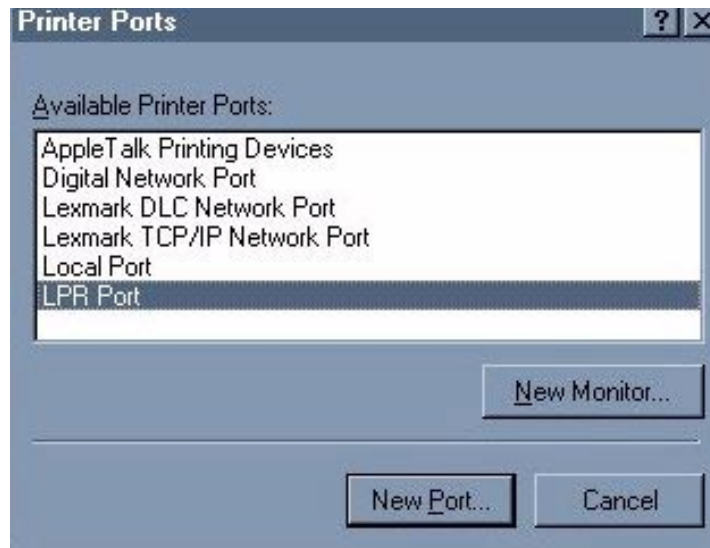 Printer Ports
? X
Available Printer Ports:
AppleTalk Printing Devices
Digital Network Port
Lexmark DLC Network Port
Lexmark TCP/IP Network Port
Local Port
LPR Port
New Monitor...
New Port...
Cancel